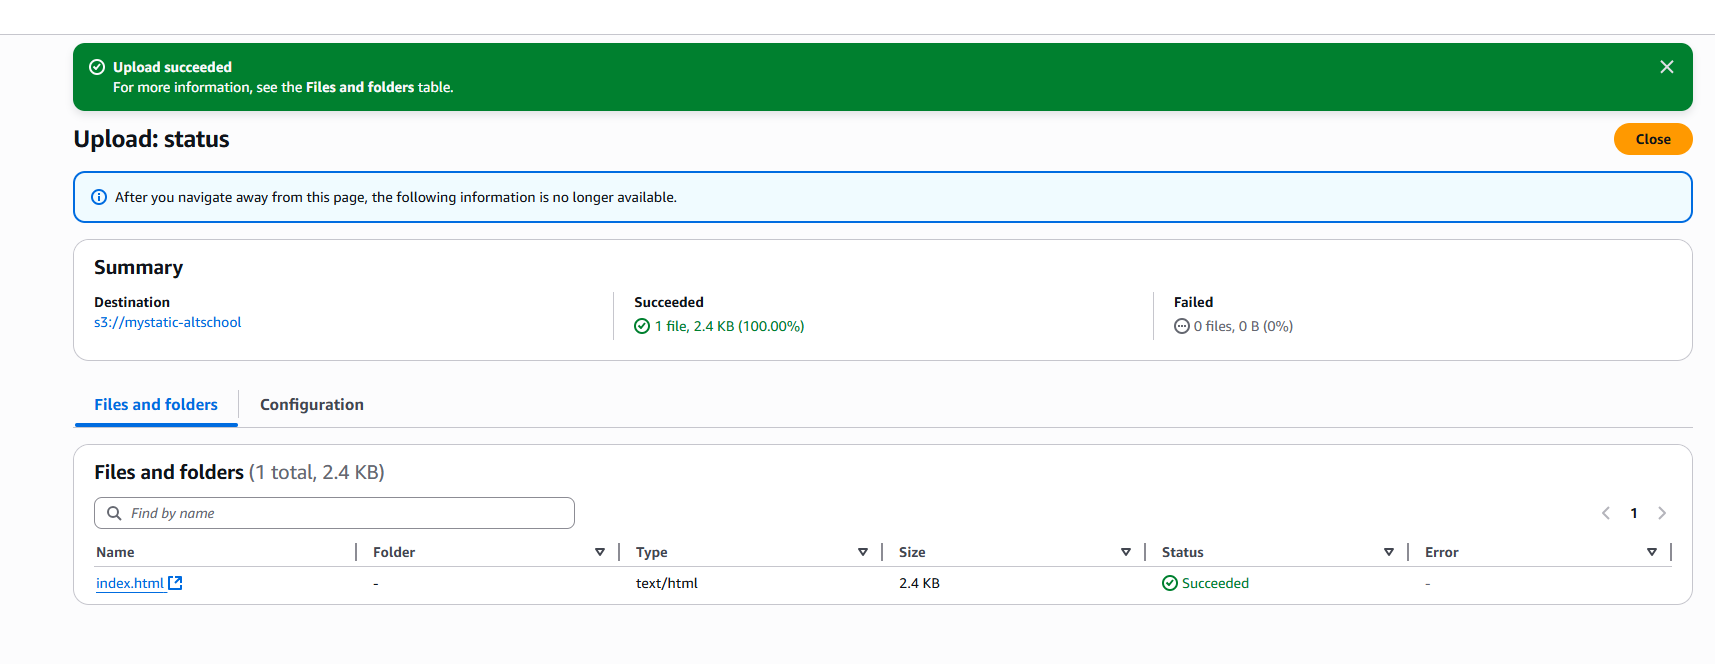 Upload succeeded
For more information, see the Files and folders table.
Upload: status
Close
After you navigate away from this page, the following information is no longer available.
Summary
Destination
s3://mystatic-altschool
Succeeded
1 file, 2.4 KB (100.00%)
Failed
0 files, 0 B (0%)
Files and folders
Configuration
Files and folders (1 total, 2.4 KB)
Find by name
1
Name Folder Type Size Status Error
index.html - text/html 2.4 KB Succeeded -